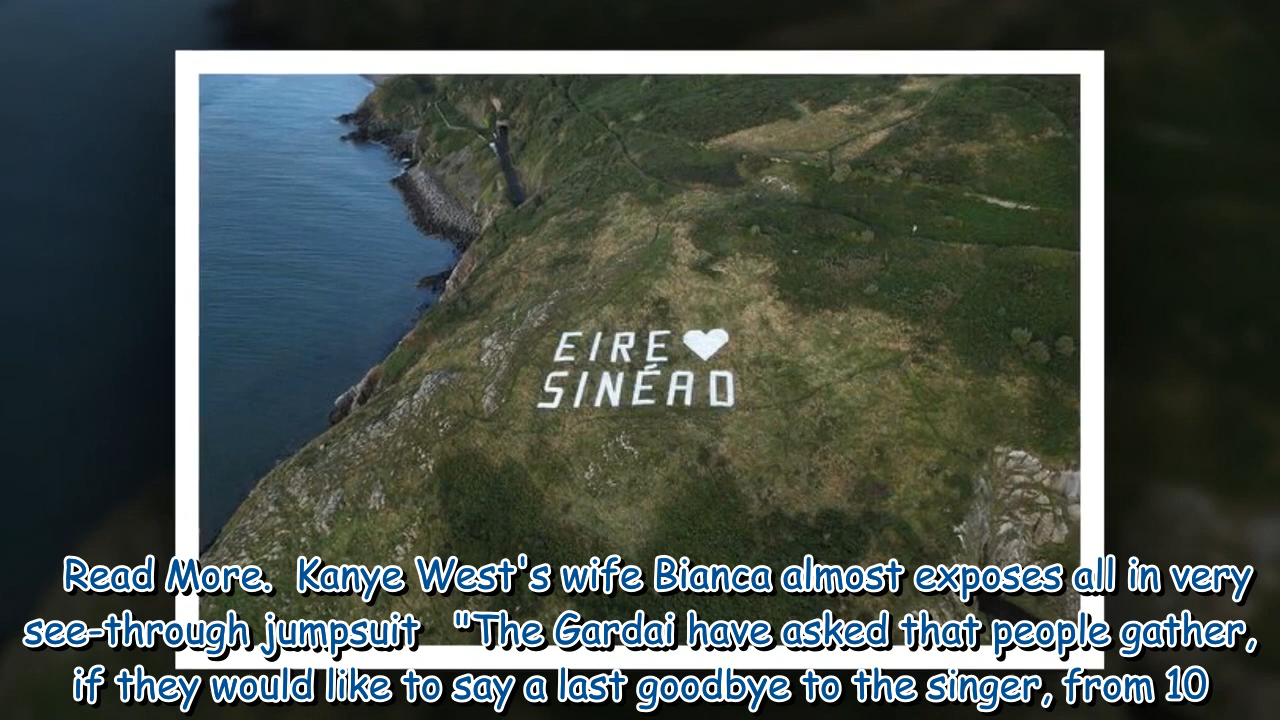 EIRE
SINÉAD
Read More. Kanye West's wife Bianca almost exposes all in very
see-through jumpsuit "The Gardai have asked that people gather,
if they would like to say a last goodbye to the singer, from 10